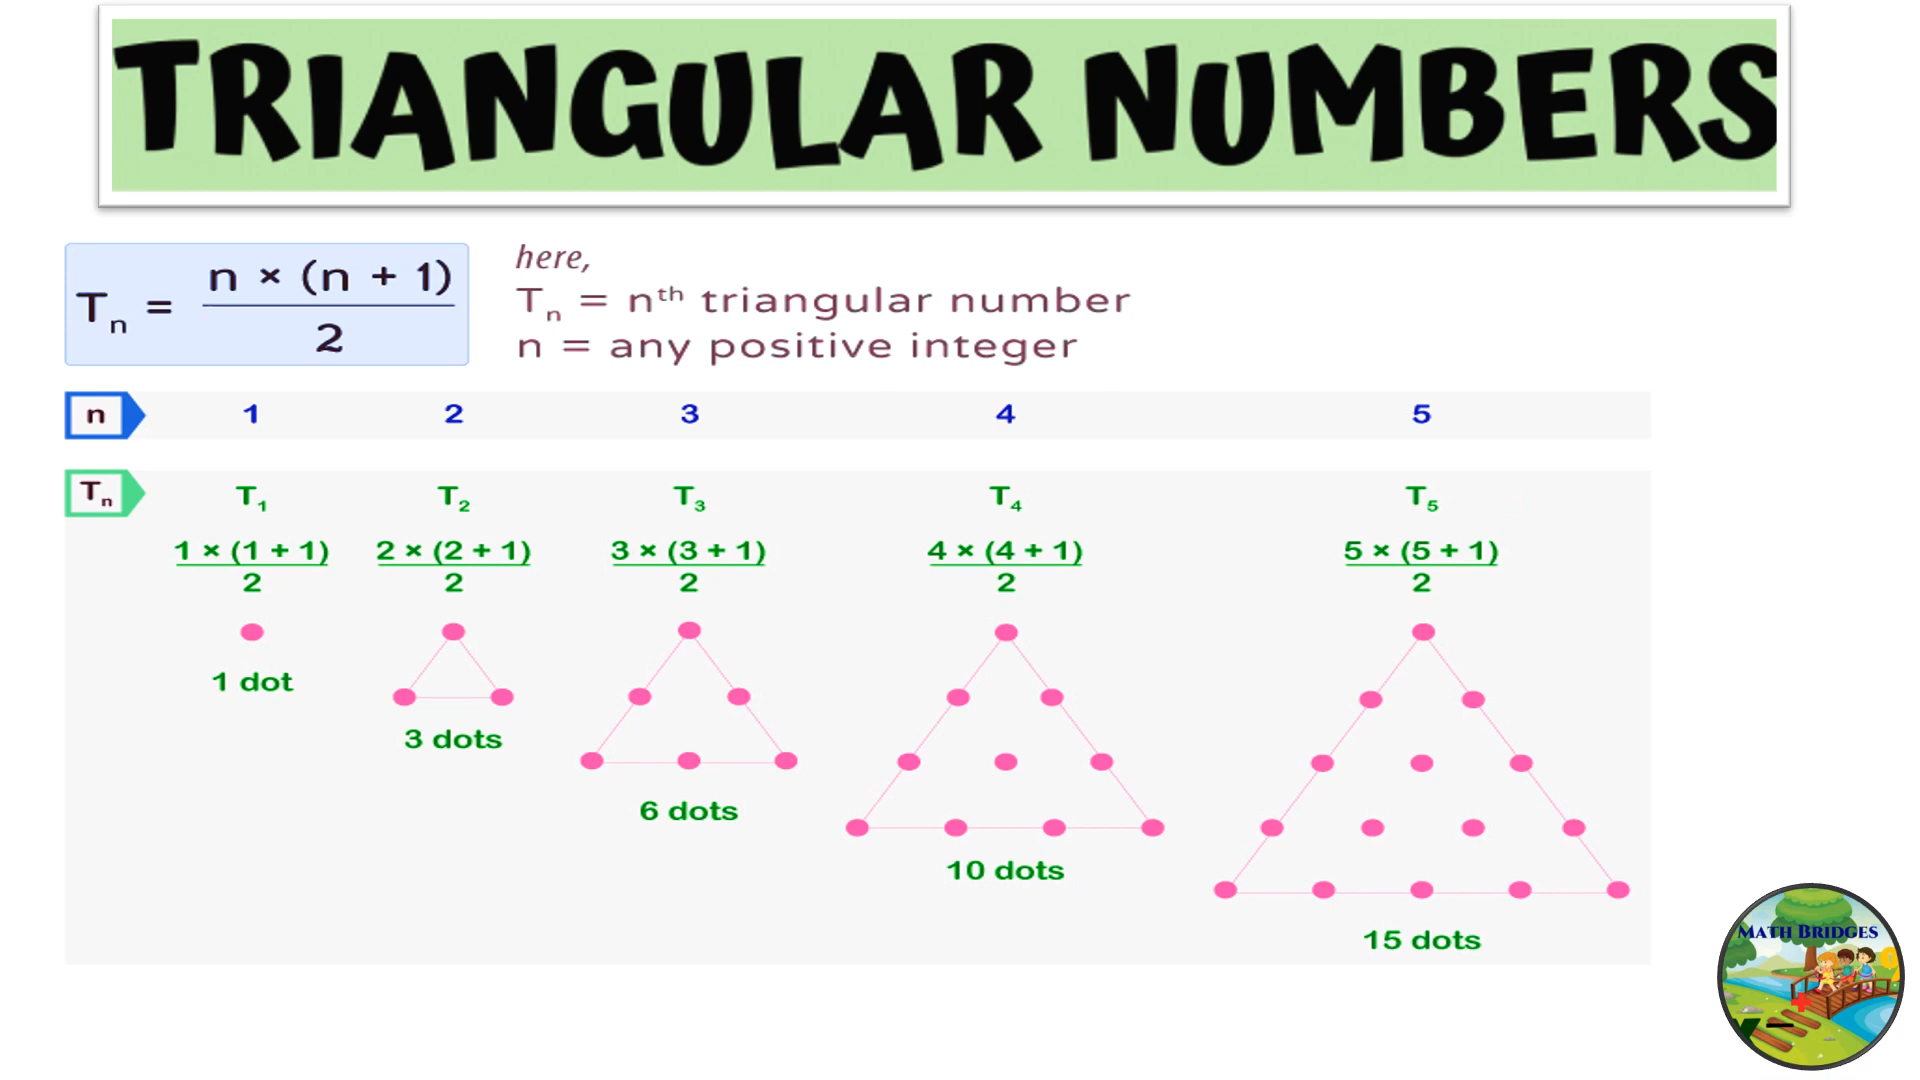 TRIANGULAR NUMBERS
Tₙ = n × (n + 1) / 2
here,
Tₙ = nᵗʰ triangular number
n = any positive integer
n 1 2 3 4 5
Tₙ T₁ T₂ T₃ T₄ T₅
1 × (1 + 1) 2 × (2 + 1) 3 × (3 + 1) 4 × (4 + 1) 5 × (5 + 1)
2 2 2 2 2
1 dot
3 dots
6 dots
10 dots
15 dots
MATH BRIDGES